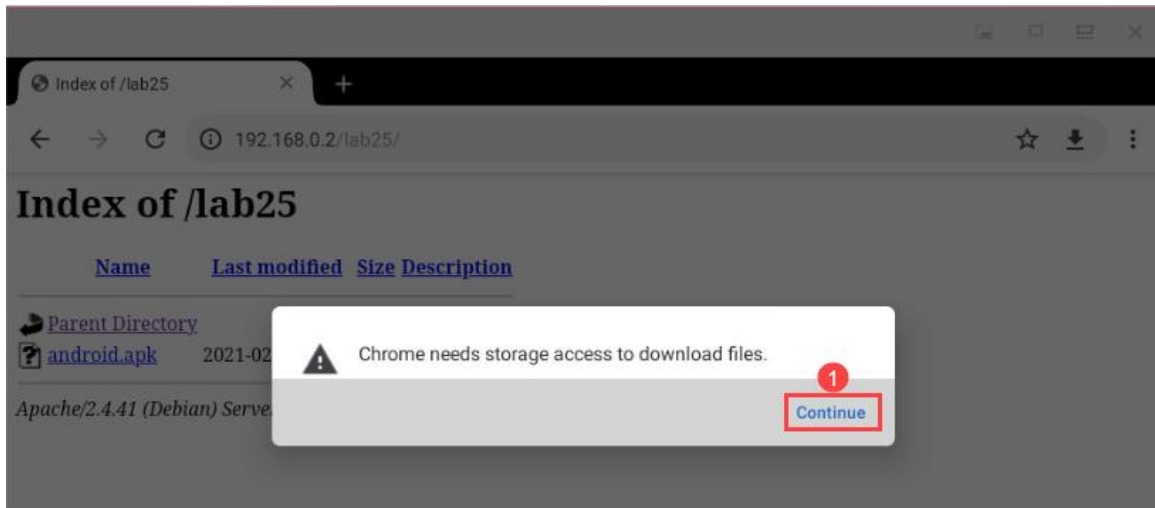 Index of /lab25
192.168.0.2/lab25/
Index of /lab25
Name Last modified Size Description
Parent Directory
android.apk 2021-02
Chrome needs storage access to download files.
1
Apache/2.4.41 (Debian) Serve
Continue